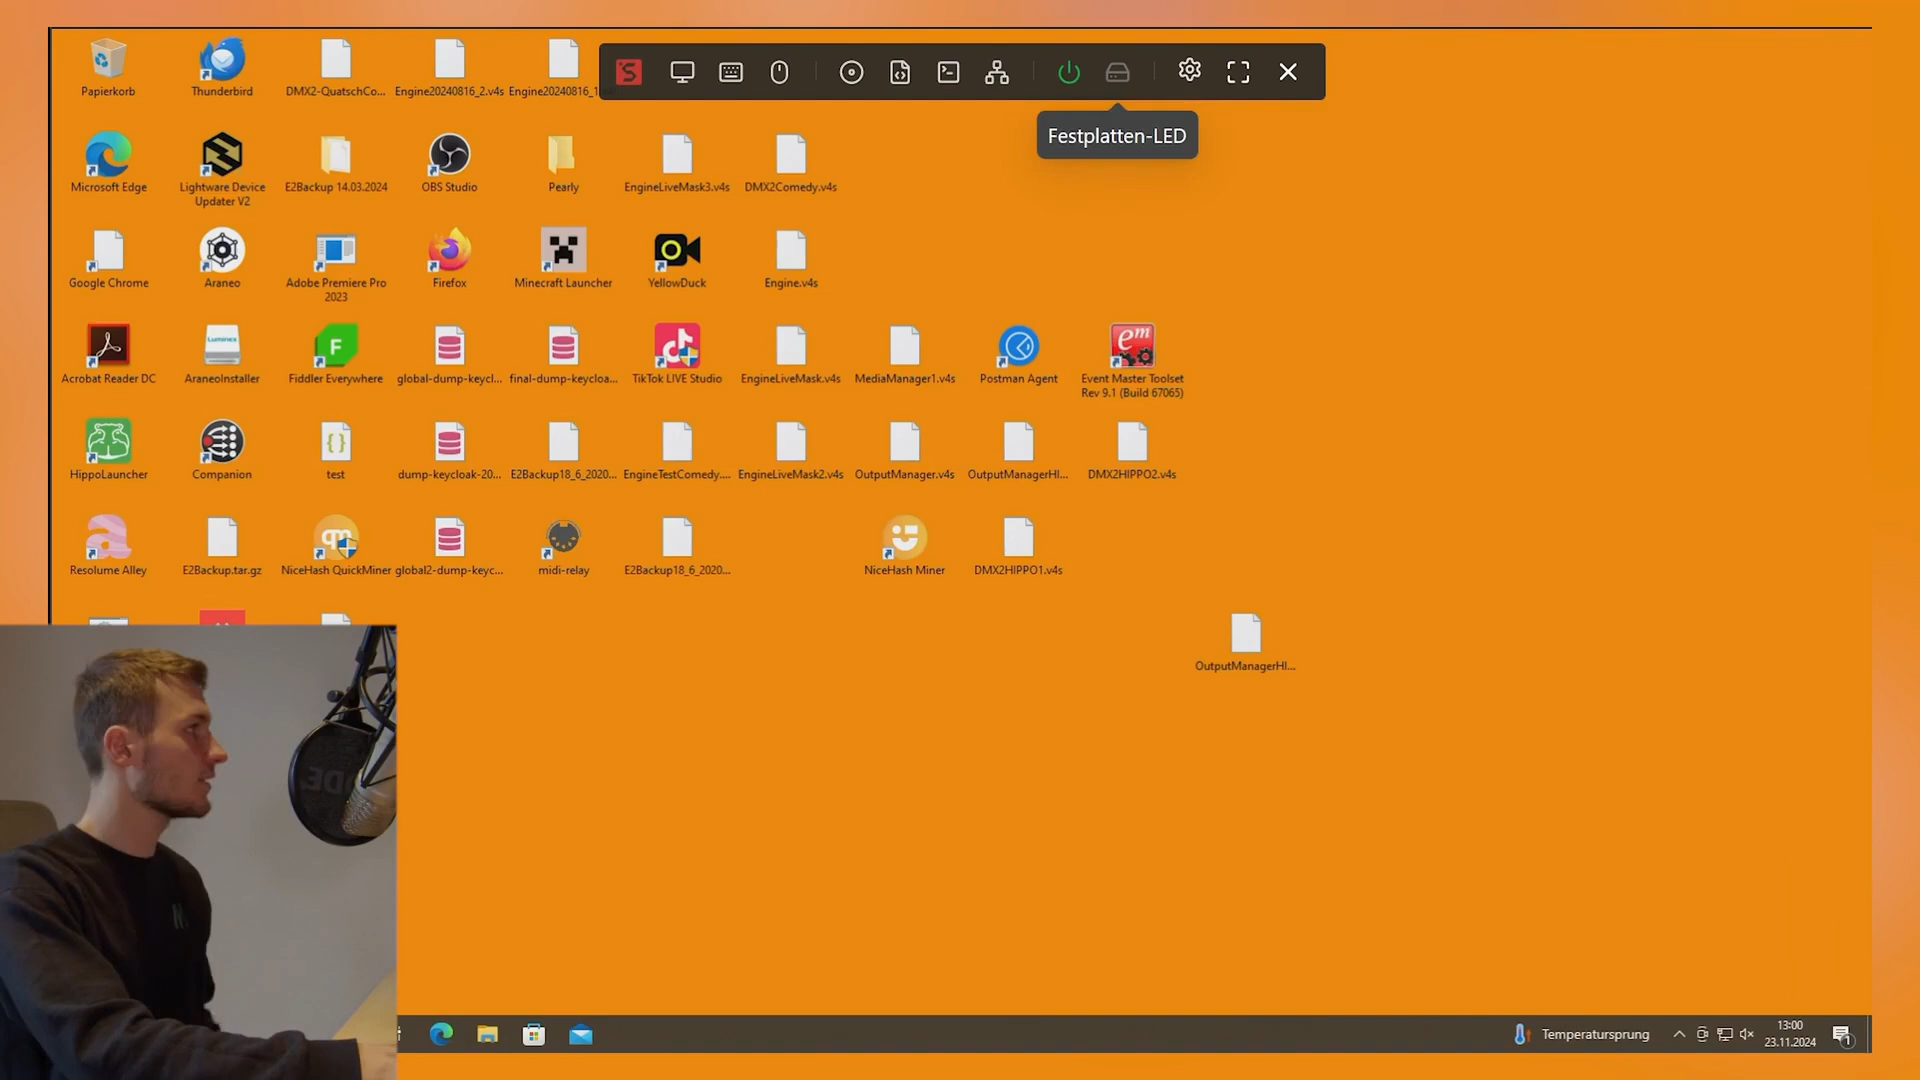 Papierkorb
Thunderbird
DMX2-QuatschCo...
Engine20240816_2.v4s
Engine20240816_1
Festplatten-LED
Microsoft Edge
Lightware Device
Updater V2
E2Backup 14.03.2024
OBS Studio
Pearly
EngineLiveMask3.v4s
DMX2Comedy.v4s
Google Chrome
Araneo
Adobe Premiere Pro
2023
Firefox
Minecraft Launcher
YellowDuck
Engine.v4s
Luminex
F
em
Acrobat Reader DC
AraneoInstaller
Fiddler Everywhere
global-dump-keycl...
final-dump-keycloa...
TikTok LIVE Studio
EngineLiveMask.v4s
MediaManager1.v4s
Postman Agent
Event Master Toolset
Rev 9.1 (Build 67065)
HippoLauncher
Companion
test
dump-keycloak-20...
E2Backup18_6_2020...
EngineTestComedy....
EngineLiveMask2.v4s
OutputManager.v4s
OutputManagerHI...
DMX2HIPPO2.v4s
Resolume Alley
E2Backup.tar.gz
NiceHash QuickMiner
global2-dump-keyc...
midi-relay
E2Backup18_6_2020...
NiceHash Miner
DMX2HIPPO1.v4s
OutputManagerHI...
Temperatursprung
13:00
23.11.2024
1